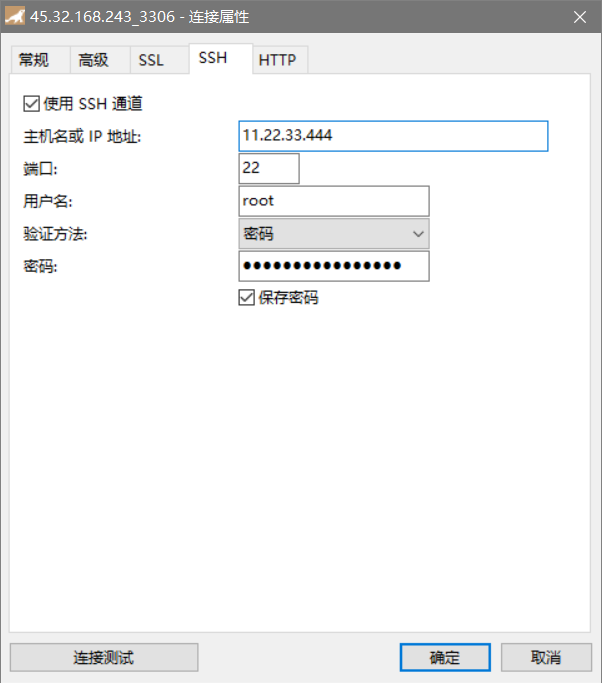 45.32.168.243_3306 - 连接属性
常规 高级 SSL SSH HTTP
使用 SSH 通道
主机名或 IP 地址: 11.22.33.444
端口: 22
用户名: root
验证方法: 密码
密码: ●●●●●●●●●●●●●●●●
保存密码
连接测试 确定 取消